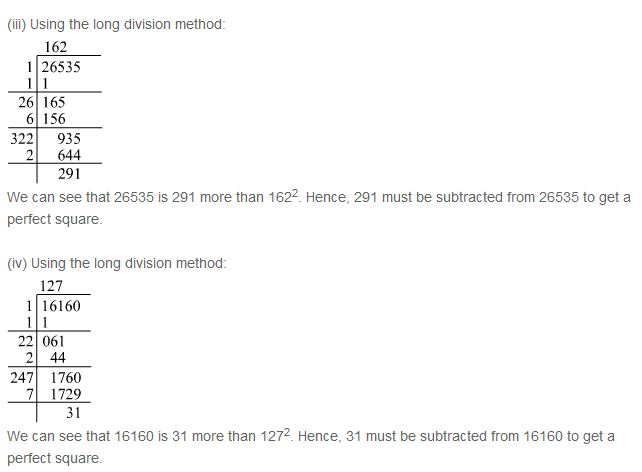 (iii) Using the long division method:
162
1 26535
1 1
26 165
6 156
322 935
2 644
291
We can see that 26535 is 291 more than 162². Hence, 291 must be subtracted from 26535 to get a
perfect square.
(iv) Using the long division method:
127
1 16160
1 1
22 061
2 44
247 1760
7 1729
31
We can see that 16160 is 31 more than 127². Hence, 31 must be subtracted from 16160 to get a
perfect square.